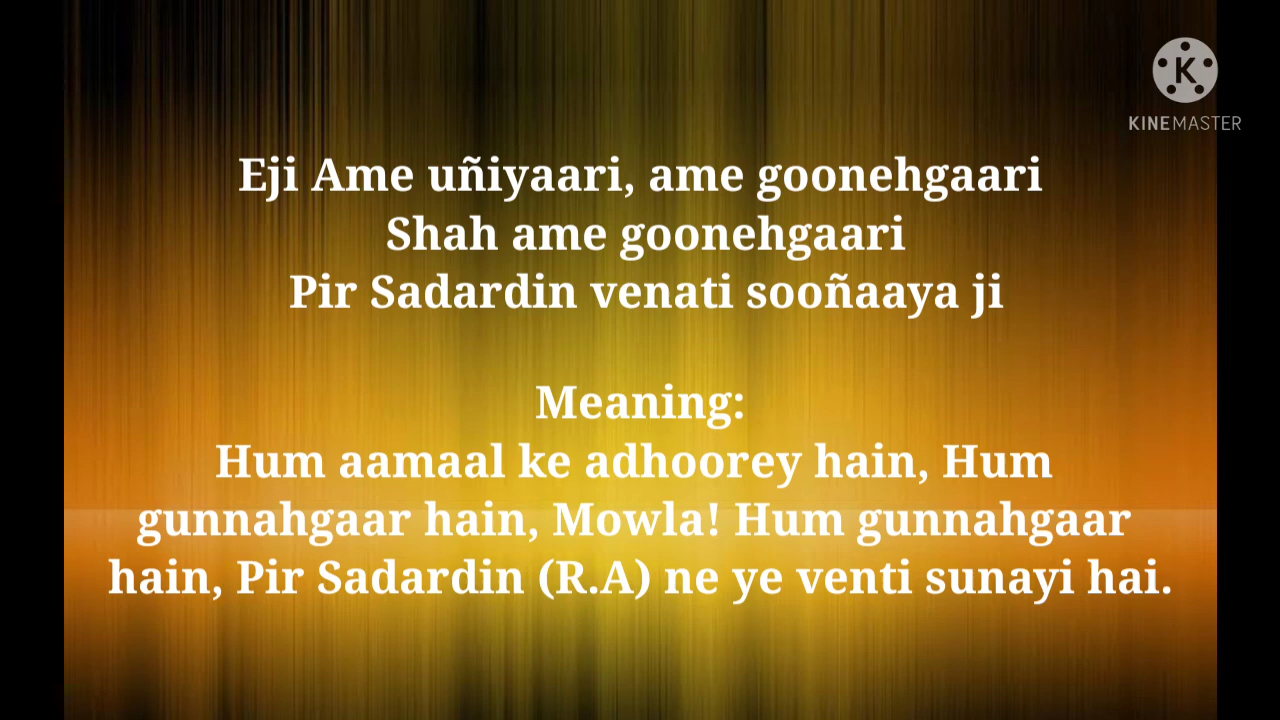 KINEMASTER
Eji Ame uñiyaari, ame goonehgaari
Shah ame goonehgaari
Pir Sadardin venati sooñaaya ji
Meaning:
Hum aamaal ke adhoorey hain, Hum
gunnahgaar hain, Mowla! Hum gunnahgaar
hain, Pir Sadardin (R.A) ne ye venti sunayi hai.